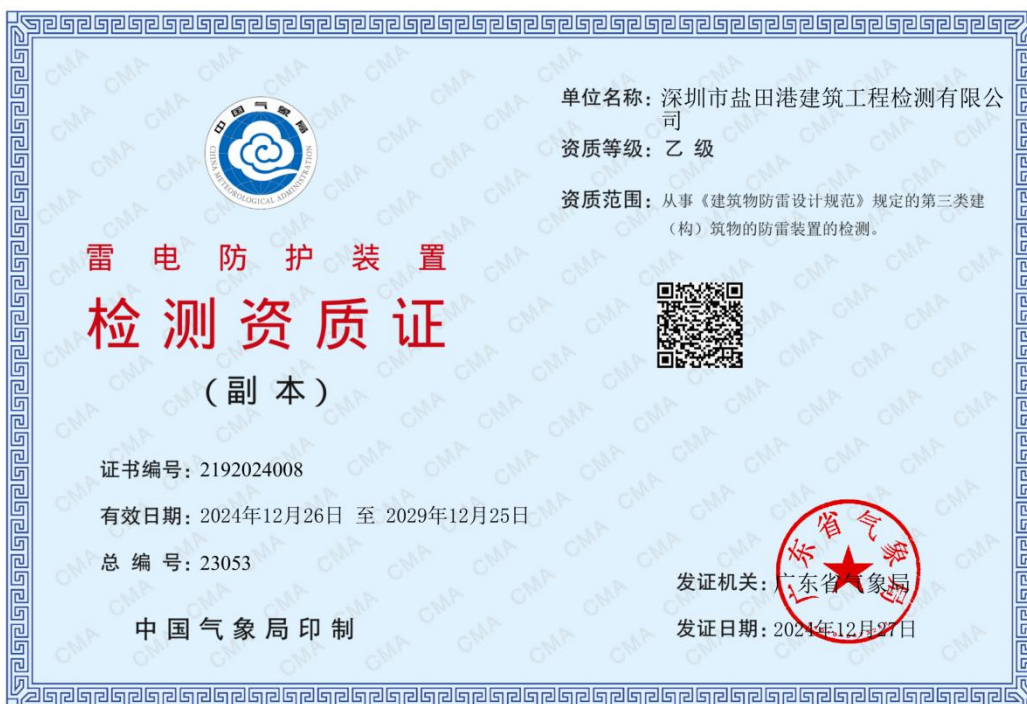 中国气象局
CHINA METEOROLOGICAL ADMINISTRATION
雷电防护装置
检测资质证
（副本）
证书编号：2192024008
有效日期：2024年12月26日 至 2029年12月25日
总编号：23053
中国气象局印制
单位名称：深圳市盐田港建筑工程检测有限公
司
资质等级：乙级
资质范围：从事《建筑物防雷设计规范》规定的第三类建
（构）筑物的防雷装置的检测。
发证机关：广东省气象局
发证日期：2024年12月27日
广东省气象局
CMA